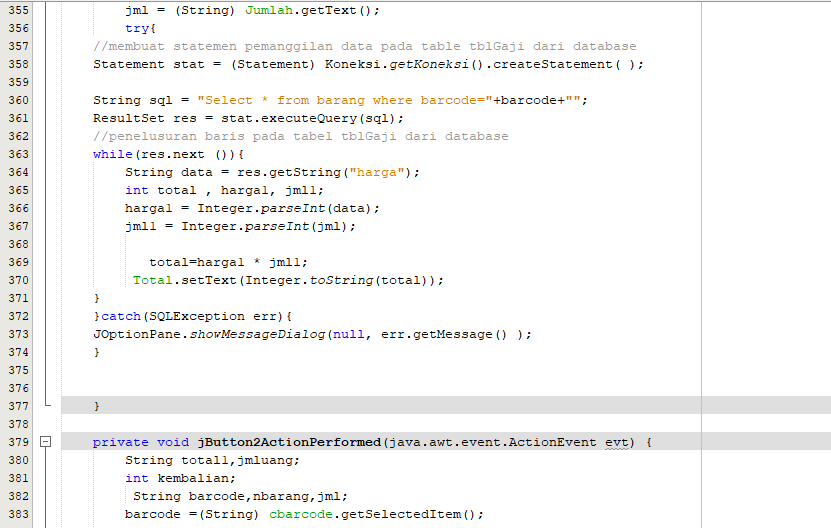 355 jml = (String) Jumlah.getText();
356 try{
357 //membuat statemen pemanggilan data pada table tblGaji dari database
358 Statement stat = (Statement) Koneksi.getKoneksi().createStatement( );
359
360 String sql = "Select * from barang where barcode="+barcode+"";
361 ResultSet res = stat.executeQuery(sql);
362 //penelusuran baris pada tabel tblGaji dari database
363 while(res.next ()){
364 String data = res.getString("harga");
365 int total , harga1, jml1;
366 harga1 = Integer.parseInt(data);
367 jml1 = Integer.parseInt(jml);
368
369 total=harga1 * jml1;
370 Total.setText(Integer.toString(total));
371 }
372 }catch(SQLException err){
373 JOptionPane.showMessageDialog(null, err.getMessage() );
374 }
375
376
377 }
378
379 private void jButton2ActionPerformed(java.awt.event.ActionEvent evt) {
380 String total1,jmluang;
381 int kembalian;
382 String barcode,nbarang,jml;
383 barcode =(String) cbarcode.getSelectedItem();